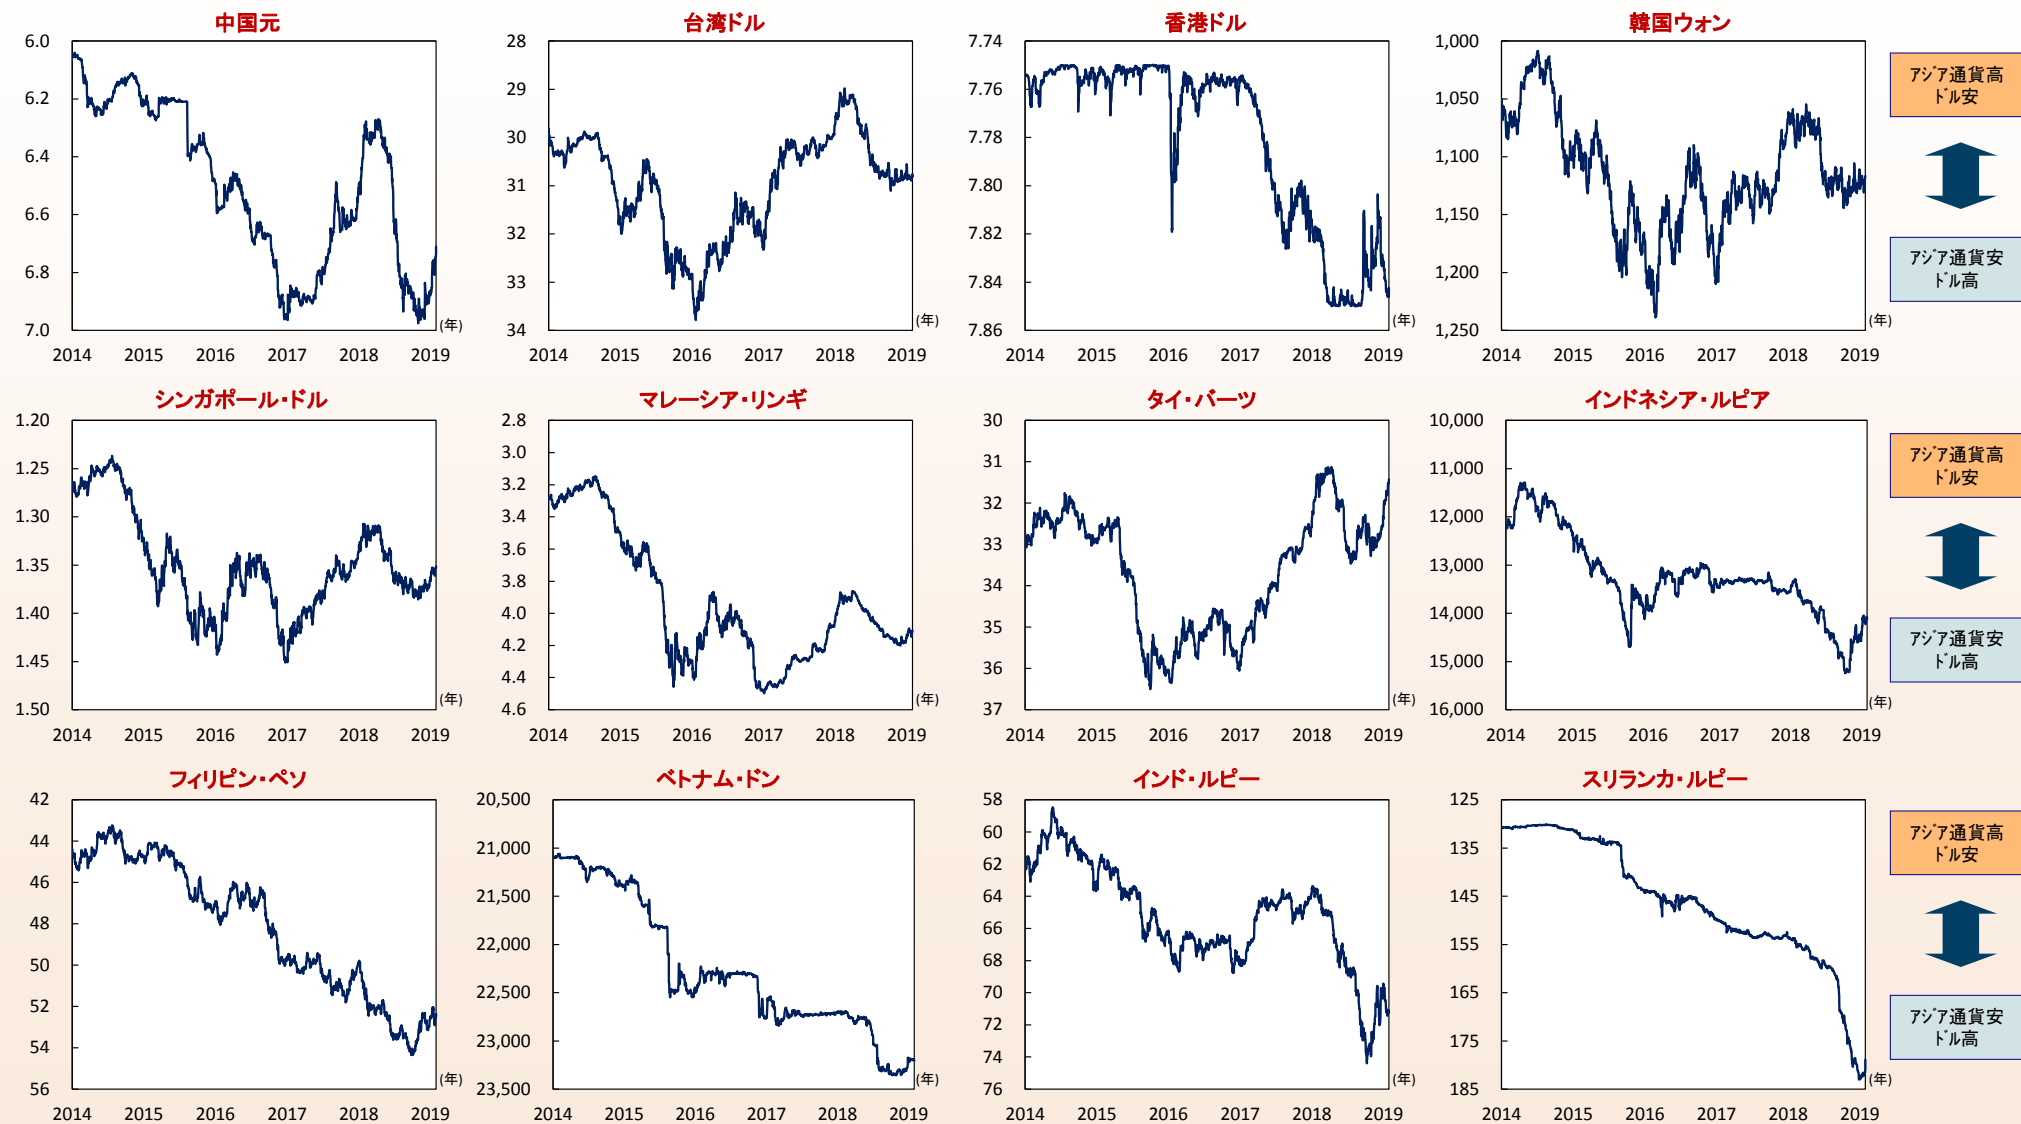 中国元
台湾ドル
香港ドル
韓国ウォン
6.0
6.2
6.4
6.6
6.8
7.0
(年)
2014 2015 2016 2017 2018 2019
28
29
30
31
32
33
34
(年)
2014 2015 2016 2017 2018 2019
7.74
7.76
7.78
7.80
7.82
7.84
7.86
(年)
2014 2015 2016 2017 2018 2019
1,000
1,050
1,100
1,150
1,200
1,250
(年)
2014 2015 2016 2017 2018 2019
アジア通貨高
ドル安
アジア通貨安
ドル高
シンガポール・ドル
マレーシア・リンギ
タイ・バーツ
インドネシア・ルピア
1.20
1.25
1.30
1.35
1.40
1.45
1.50
(年)
2014 2015 2016 2017 2018 2019
2.8
3.0
3.2
3.4
3.6
3.8
4.0
4.2
4.4
4.6
(年)
2014 2015 2016 2017 2018 2019
30
31
32
33
34
35
36
37
(年)
2014 2015 2016 2017 2018 2019
10,000
11,000
12,000
13,000
14,000
15,000
16,000
(年)
2014 2015 2016 2017 2018 2019
アジア通貨高
ドル安
アジア通貨安
ドル高
フィリピン・ペソ
ベトナム・ドン
インド・ルピー
スリランカ・ルピー
42
44
46
48
50
52
54
56
(年)
2014 2015 2016 2017 2018 2019
20,500
21,000
21,500
22,000
22,500
23,000
23,500
(年)
2014 2015 2016 2017 2018 2019
58
60
62
64
66
68
70
72
74
76
(年)
2014 2015 2016 2017 2018 2019
125
135
145
155
165
175
185
(年)
2014 2015 2016 2017 2018 2019
アジア通貨高
ドル安
アジア通貨安
ドル高